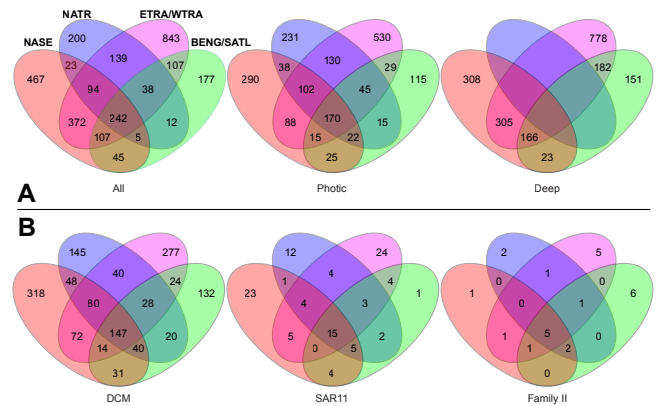 NATR ETRA/WTRA
200 843 231 530 778
NASE BENG/SATL
139 107 130 29 182
23 38
467 177 290 115 308 151
94 38 102 45
242 170
372 12 88 15 305
107 5 15 22 166
45 25 23
A All Photic Deep
B
145 277 12 24 2 5
40 4 1
48 24 1 4 0 0
318 132 23 1 1 6
80 28 4 3 0 1
147 15 5
72 20 5 2 1 0
14 40 0 5 1 2
31 4 0
DCM SAR11 Family II